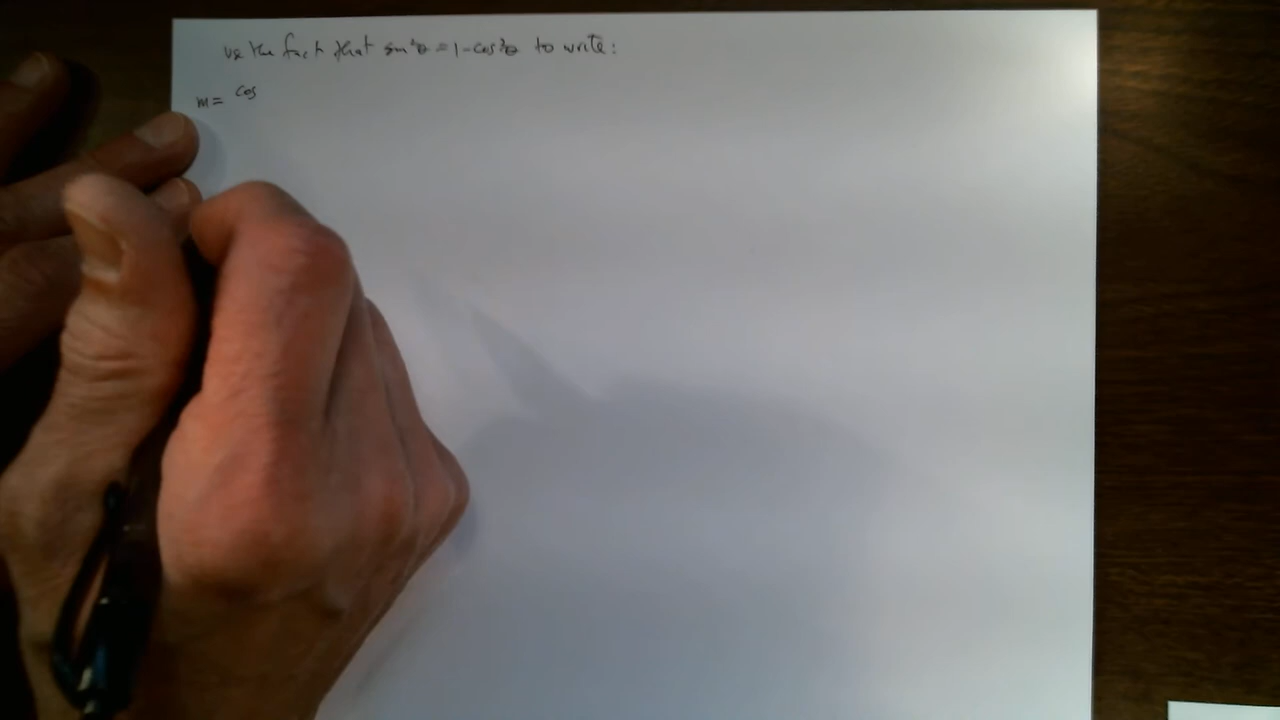 use the fact that sin²θ = 1-cos²θ to write:
m = cos